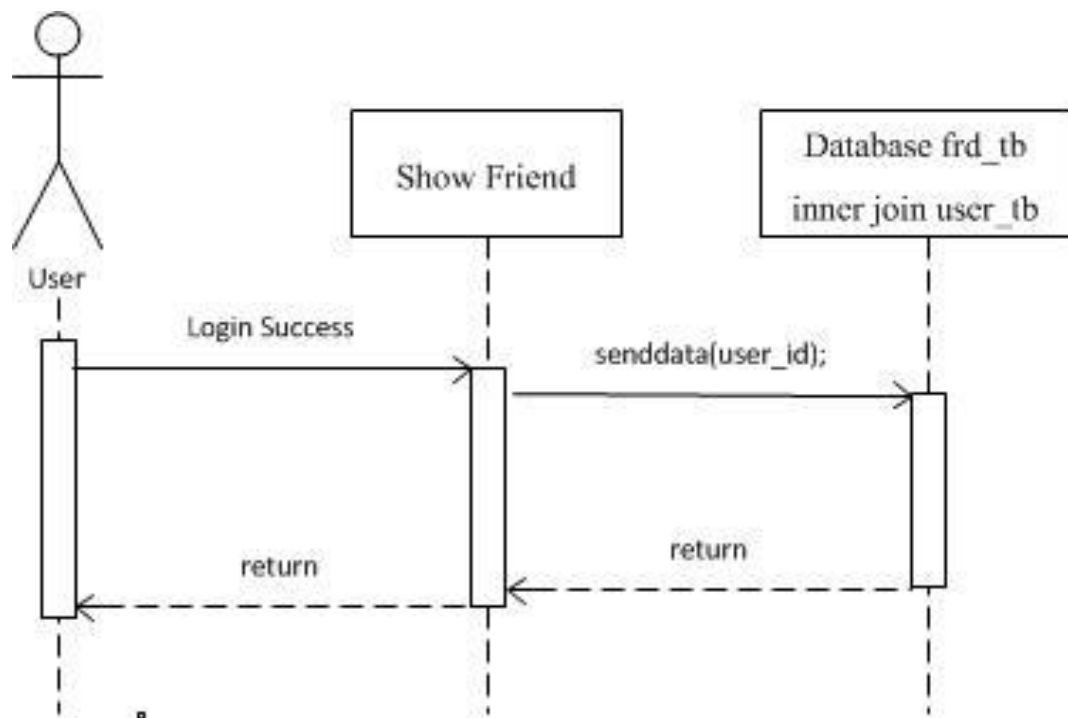 Show Friend
Database frd_tb
inner join user_tb
User
Login Success
senddata(user_id);
return
return